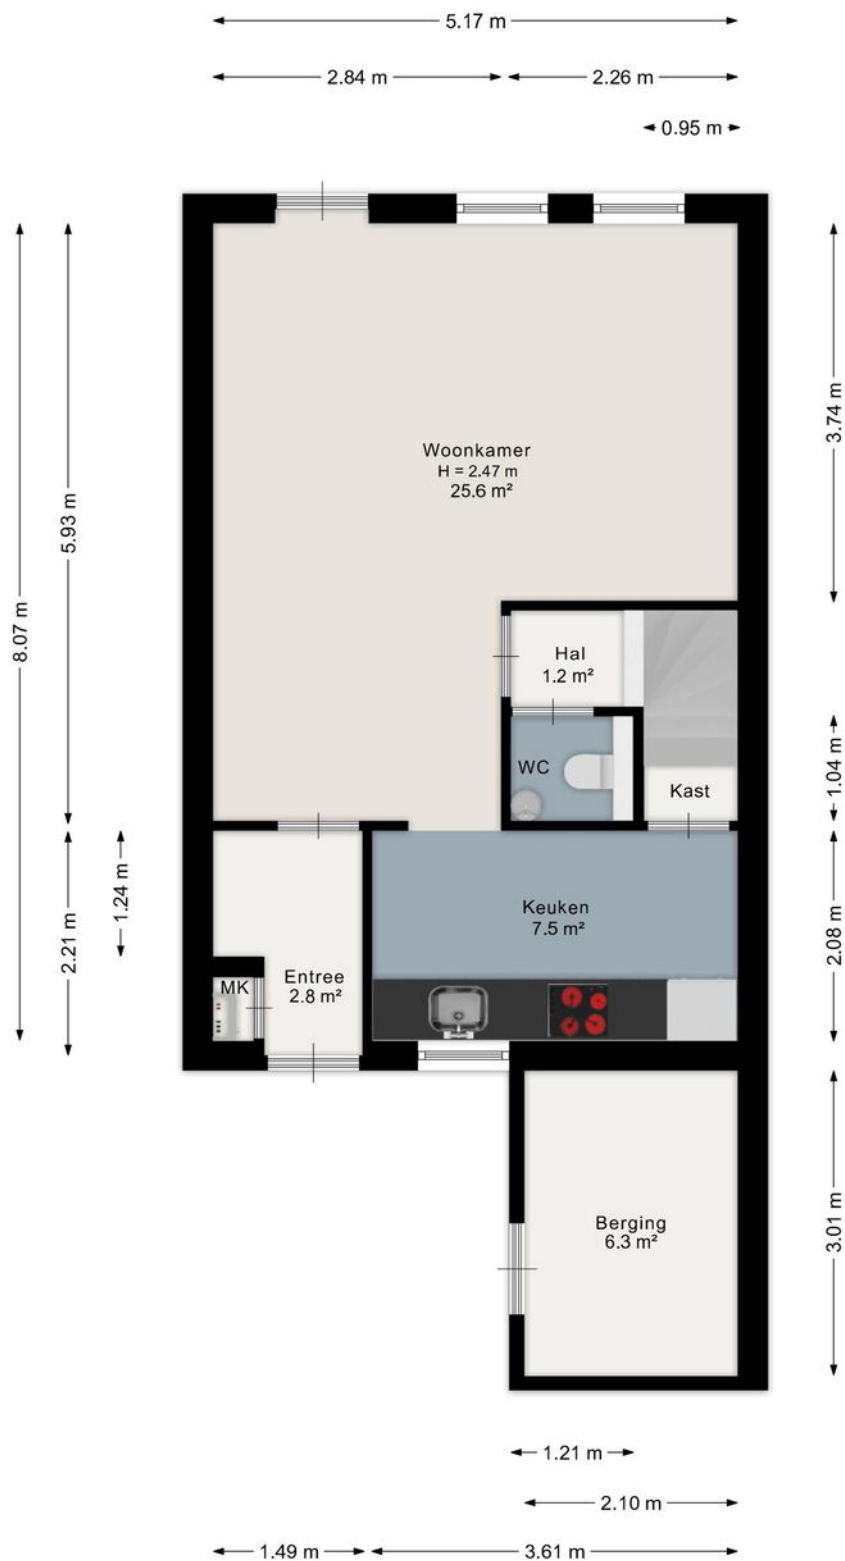 5.17 m
2.84 m
2.26 m
0.95 m
8.07 m
5.93 m
3.74 m
Woonkamer
H = 2.47 m
25.6 m²
Hal
1.2 m²
WC
Kast
1.04 m
2.21 m
1.24 m
Keuken
7.5 m²
2.08 m
MK
Entree
2.8 m²
Berging
6.3 m²
3.01 m
1.21 m
2.10 m
1.49 m
3.61 m